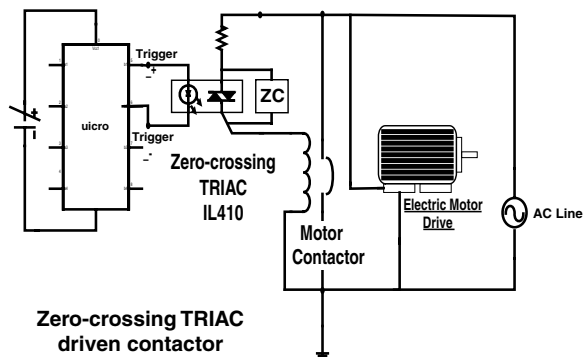 Trigger
+
−
ZC
uicro
+
−
Trigger
Zero-crossing
TRIAC
IL410
Electric Motor
Drive
AC Line
Motor
Contactor
Zero-crossing TRIAC
driven contactor